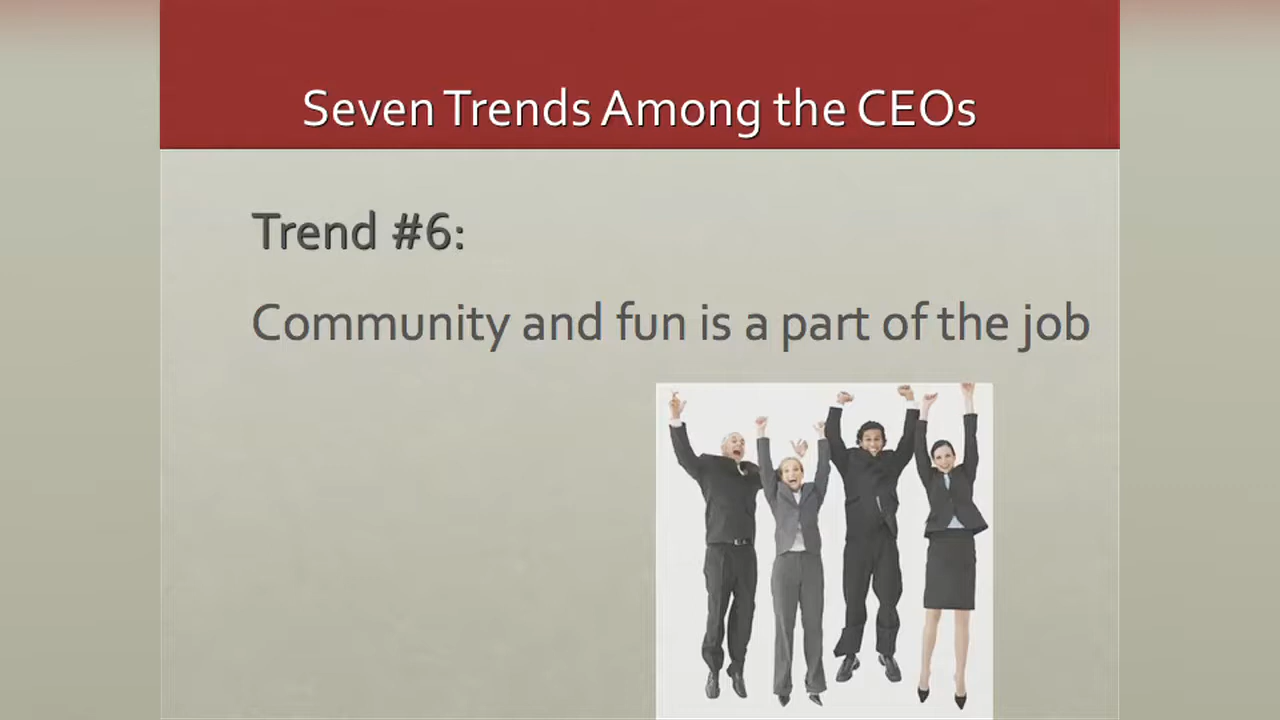 Seven Trends Among the CEOs
Trend #6:
Community and fun is a part of the job